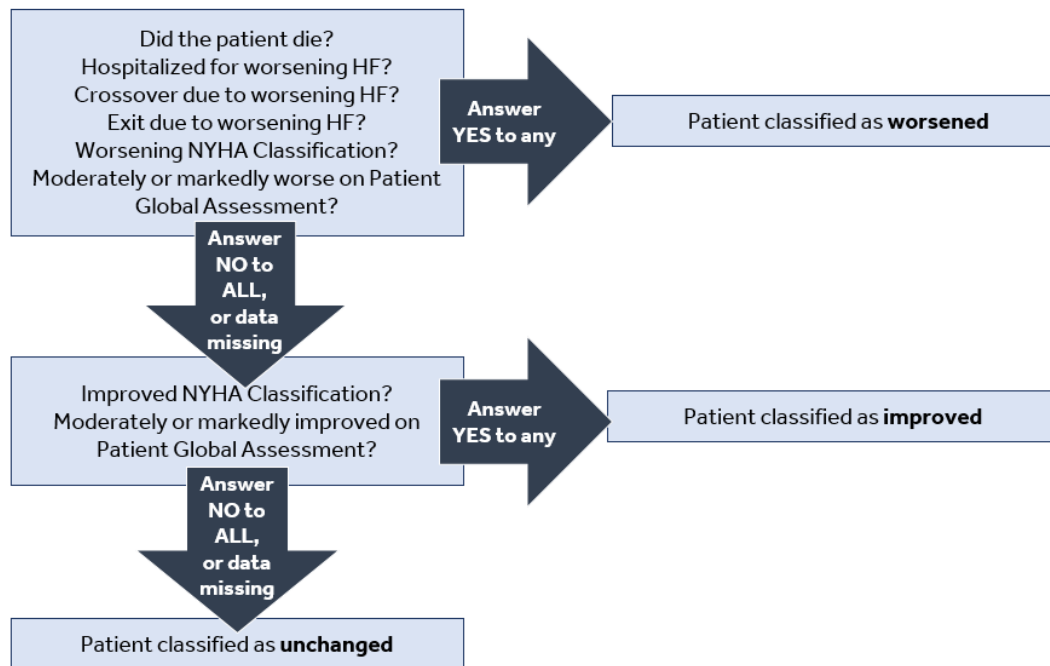 Did the patient die?
Hospitalized for worsening HF?
Crossover due to worsening HF?
Exit due to worsening HF?
Worsening NYHA Classification?
Moderately or markedly worse on Patient
Global Assessment?
Answer
YES to any
Patient classified as worsened
Answer
NO to
ALL,
or data
missing
Improved NYHA Classification?
Moderately or markedly improved on
Patient Global Assessment?
Answer
YES to any
Patient classified as improved
Answer
NO to
ALL,
or data
missing
Patient classified as unchanged